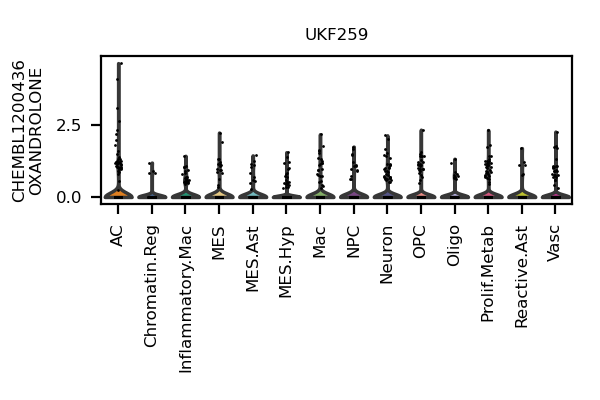 UKF259
CHEMBL1200436
OXANDROLONE
2.5
0.0
AC
Chromatin.Reg
Inflammatory.Mac
MES
MES.Ast
MES.Hyp
Mac
NPC
Neuron
OPC
Oligo
Prolif.Metab
Reactive.Ast
Vasc